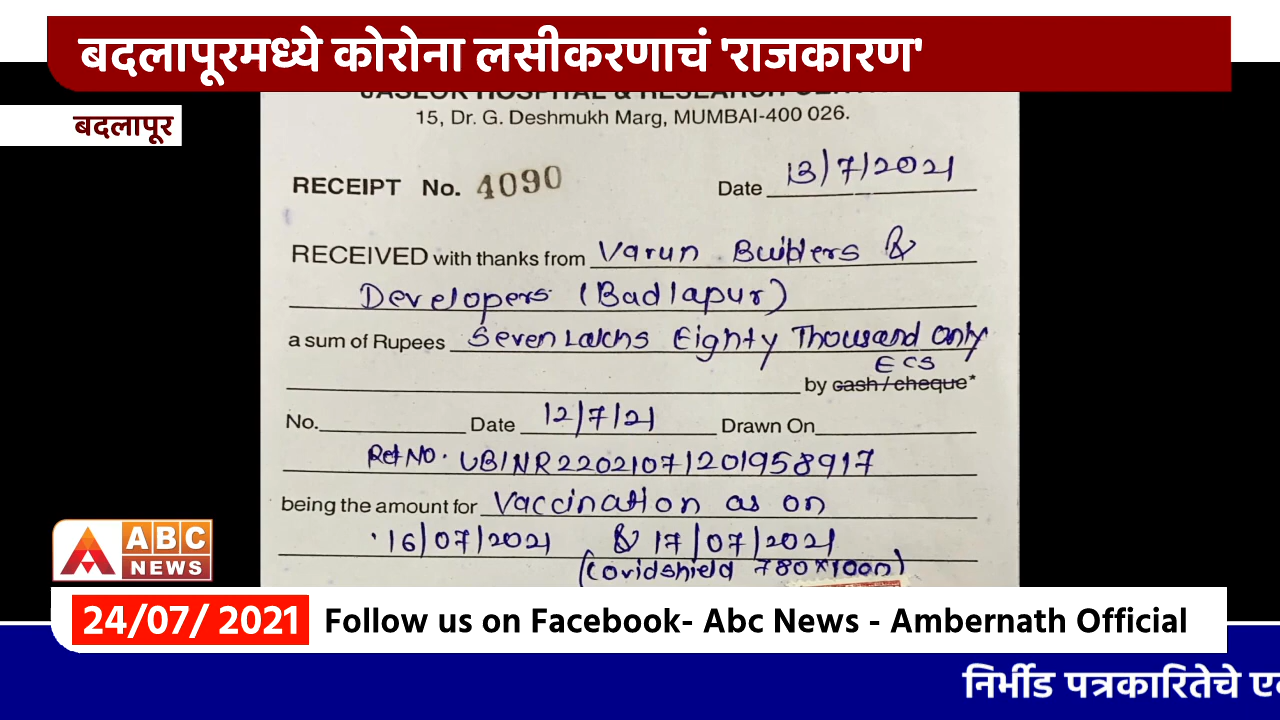 बदलापूरमध्ये कोरोना लसीकरणाचं 'राजकारण'
बदलापूर
JASLOK HOSPITAL & RESEARCH
15, Dr. G. Deshmukh Marg, MUMBAI-400 026.
RECEIPT No. 4090 Date 13/7/2021
RECEIVED with thanks from Varun Builders &
Developers (Badlapur)
a sum of Rupees Seven Lakhs Eighty Thousand only
ECS
by cash / cheque*
No. Date 12/7/21 Drawn On
Ref No. UBINR22021071201958917
being the amount for Vaccination as on
16/07/2021 & 17/07/2021
(Covidshield 780x1000)
ABC
NEWS
24/07/ 2021 Follow us on Facebook- Abc News - Ambernath Official
निर्भीड पत्रकारितेचे